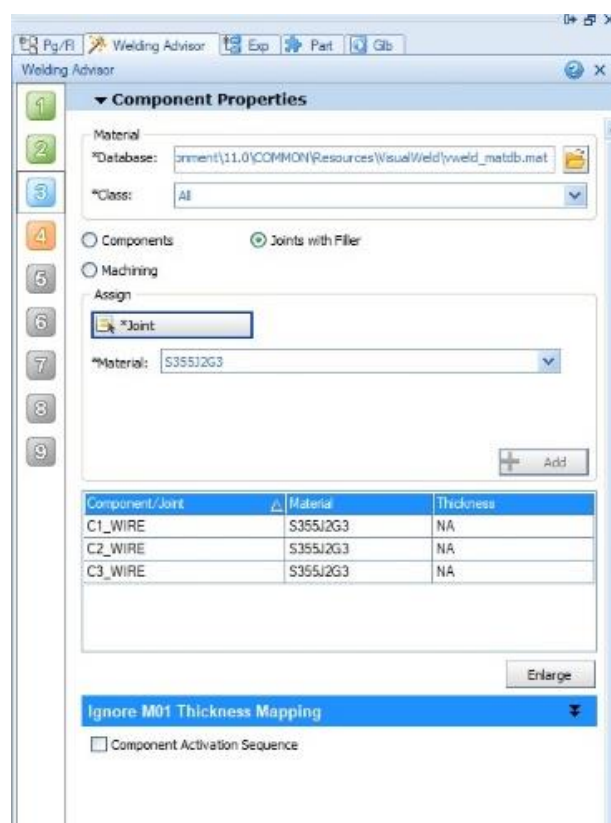 Pg/Fl Welding Advisor Exp Part Glb
Welding Advisor
1
Component Properties
2
Material
*Database: onment\11.0\COMMON\Resources\VisualWeld\vweld_matdb.mat
3
*Class: All
4
Components Joints with Filler
5
Machining
Assign
6
*Joint
7
*Material: S355J2G3
8
9
Add
Component/Joint Material Thickness
C1_WIRE S355J2G3 NA
C2_WIRE S355J2G3 NA
C3_WIRE S355J2G3 NA
Enlarge
Ignore M01 Thickness Mapping
Component Activation Sequence